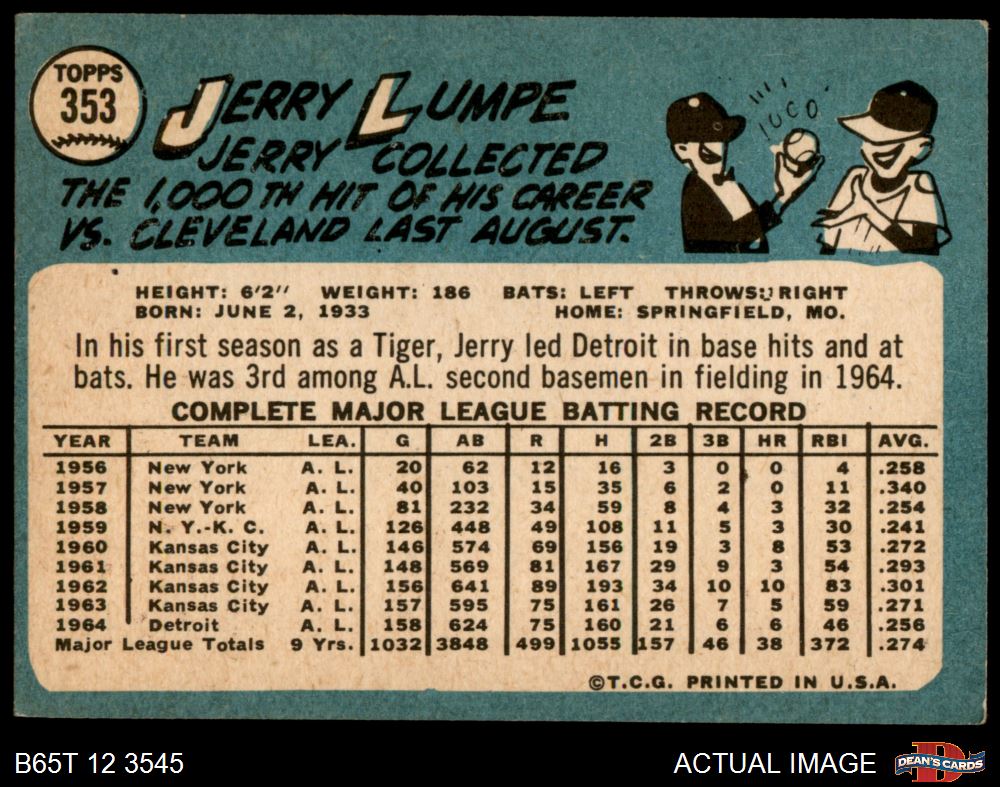 TOPPS
353
JERRY LUMPE
JERRY COLLECTED
THE 1,000TH HIT OF HIS CAREER
VS. CLEVELAND LAST AUGUST.
1000
HEIGHT: 6'2" WEIGHT: 186 BATS: LEFT THROWS: RIGHT
BORN: JUNE 2, 1933 HOME: SPRINGFIELD, MO.
In his first season as a Tiger, Jerry led Detroit in base hits and at
bats. He was 3rd among A.L. second basemen in fielding in 1964.
COMPLETE MAJOR LEAGUE BATTING RECORD
YEAR TEAM LEA. G AB R H 2B 3B HR RBI AVG.
1956 New York A. L. 20 62 12 16 3 0 0 4 .258
1957 New York A. L. 40 103 15 35 6 2 0 11 .340
1958 New York A. L. 81 232 34 59 8 4 3 32 .254
1959 N. Y.-K. C. A. L. 126 448 49 108 11 5 3 30 .241
1960 Kansas City A. L. 146 574 69 156 19 3 8 53 .272
1961 Kansas City A. L. 148 569 81 167 29 9 3 54 .293
1962 Kansas City A. L. 156 641 89 193 34 10 10 83 .301
1963 Kansas City A. L. 157 595 75 161 26 7 5 59 .271
1964 Detroit A. L. 158 624 75 160 21 6 6 46 .256
Major League Totals 9 Yrs. 1032 3848 499 1055 157 46 38 372 .274
©T.C.G. PRINTED IN U.S.A.
B65T 12 3545 ACTUAL IMAGE
DEAN'S CARDS